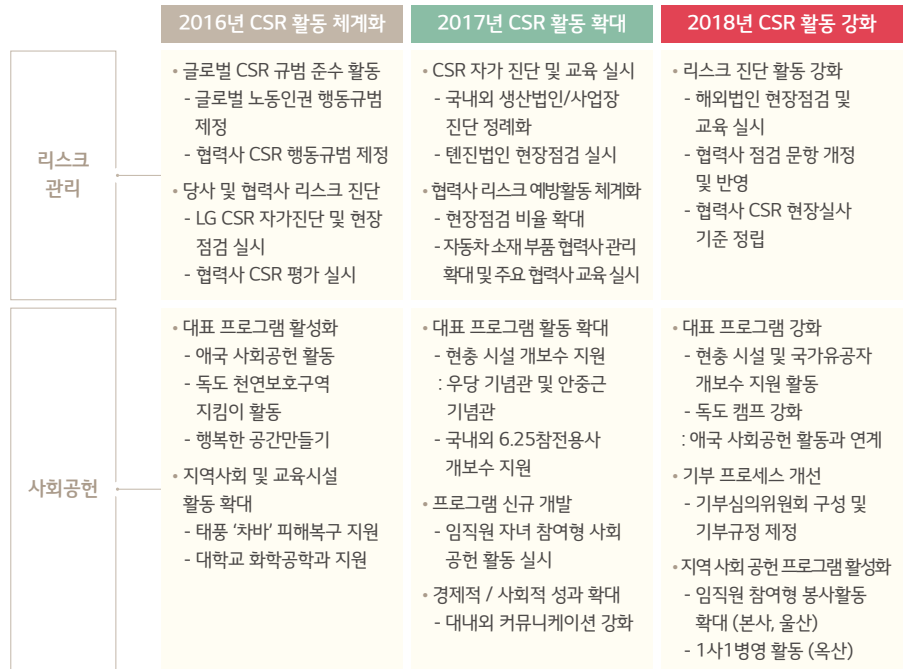 2016년 CSR 활동 체계화
2017년 CSR 활동 확대
2018년 CSR 활동 강화
리스크
관리
• 글로벌 CSR 규범 준수 활동
- 글로벌 노동인권 행동규범
제정
- 협력사 CSR 행동규범 제정
• 당사 및 협력사 리스크 진단
- LG CSR 자가진단 및 현장
점검 실시
- 협력사 CSR 평가 실시
• CSR 자가 진단 및 교육 실시
- 국내외 생산법인/사업장
진단 정례화
- 톈진법인 현장점검 실시
• 협력사 리스크 예방활동 체계화
- 현장점검 비율 확대
- 자동차 소재 부품 협력사 관리
확대 및 주요 협력사 교육 실시
• 리스크 진단 활동 강화
- 해외법인 현장점검 및
교육 실시
- 협력사 점검 문항 개정
및 반영
- 협력사 CSR 현장실사
기준 정립
사회공헌
• 대표 프로그램 활성화
- 애국 사회공헌 활동
- 독도 천연보호구역
지킴이 활동
- 행복한 공간만들기
• 지역사회 및 교육시설
활동 확대
- 태풍 ‘차바’ 피해복구 지원
- 대학교 화학공학과 지원
• 대표 프로그램 활동 확대
- 현충 시설 개보수 지원
: 우당 기념관 및 안중근
기념관
- 국내외 6.25참전용사
개보수 지원
• 프로그램 신규 개발
- 임직원 자녀 참여형 사회
공헌 활동 실시
• 경제적 / 사회적 성과 확대
- 대내외 커뮤니케이션 강화
• 대표 프로그램 강화
- 현충 시설 및 국가유공자
개보수 지원 활동
- 독도 캠프 강화
: 애국 사회공헌 활동과 연계
• 기부 프로세스 개선
- 기부심의위원회 구성 및
기부규정 제정
• 지역 사회 공헌 프로그램 활성화
- 임직원 참여형 봉사활동
확대 (본사, 울산)
- 1사1병영 활동 (옥산)